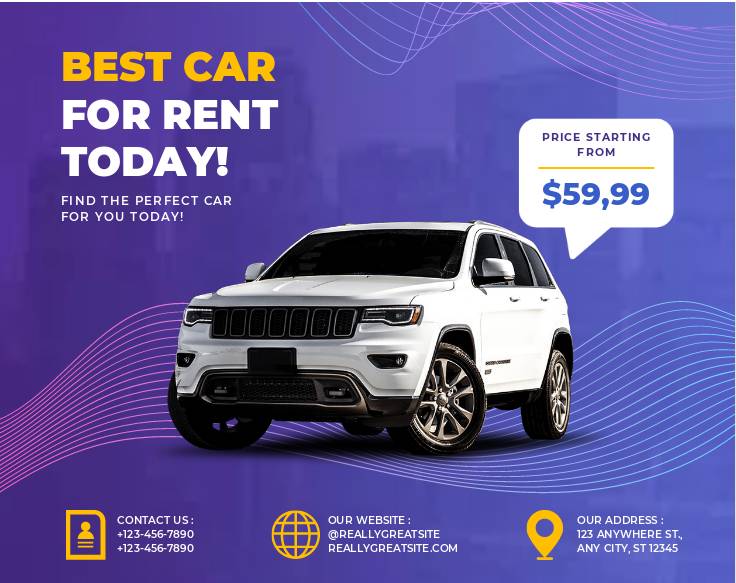 BEST CAR
FOR RENT
TODAY!
FIND THE PERFECT CAR
FOR YOU TODAY!
PRICE STARTING
FROM
$59,99
CONTACT US :
+123-456-7890
+123-456-7890
OUR WEBSITE :
@REALLYGREATSITE
REALLYGREATSITE.COM
OUR ADDRESS :
123 ANYWHERE ST.,
ANY CITY, ST 12345